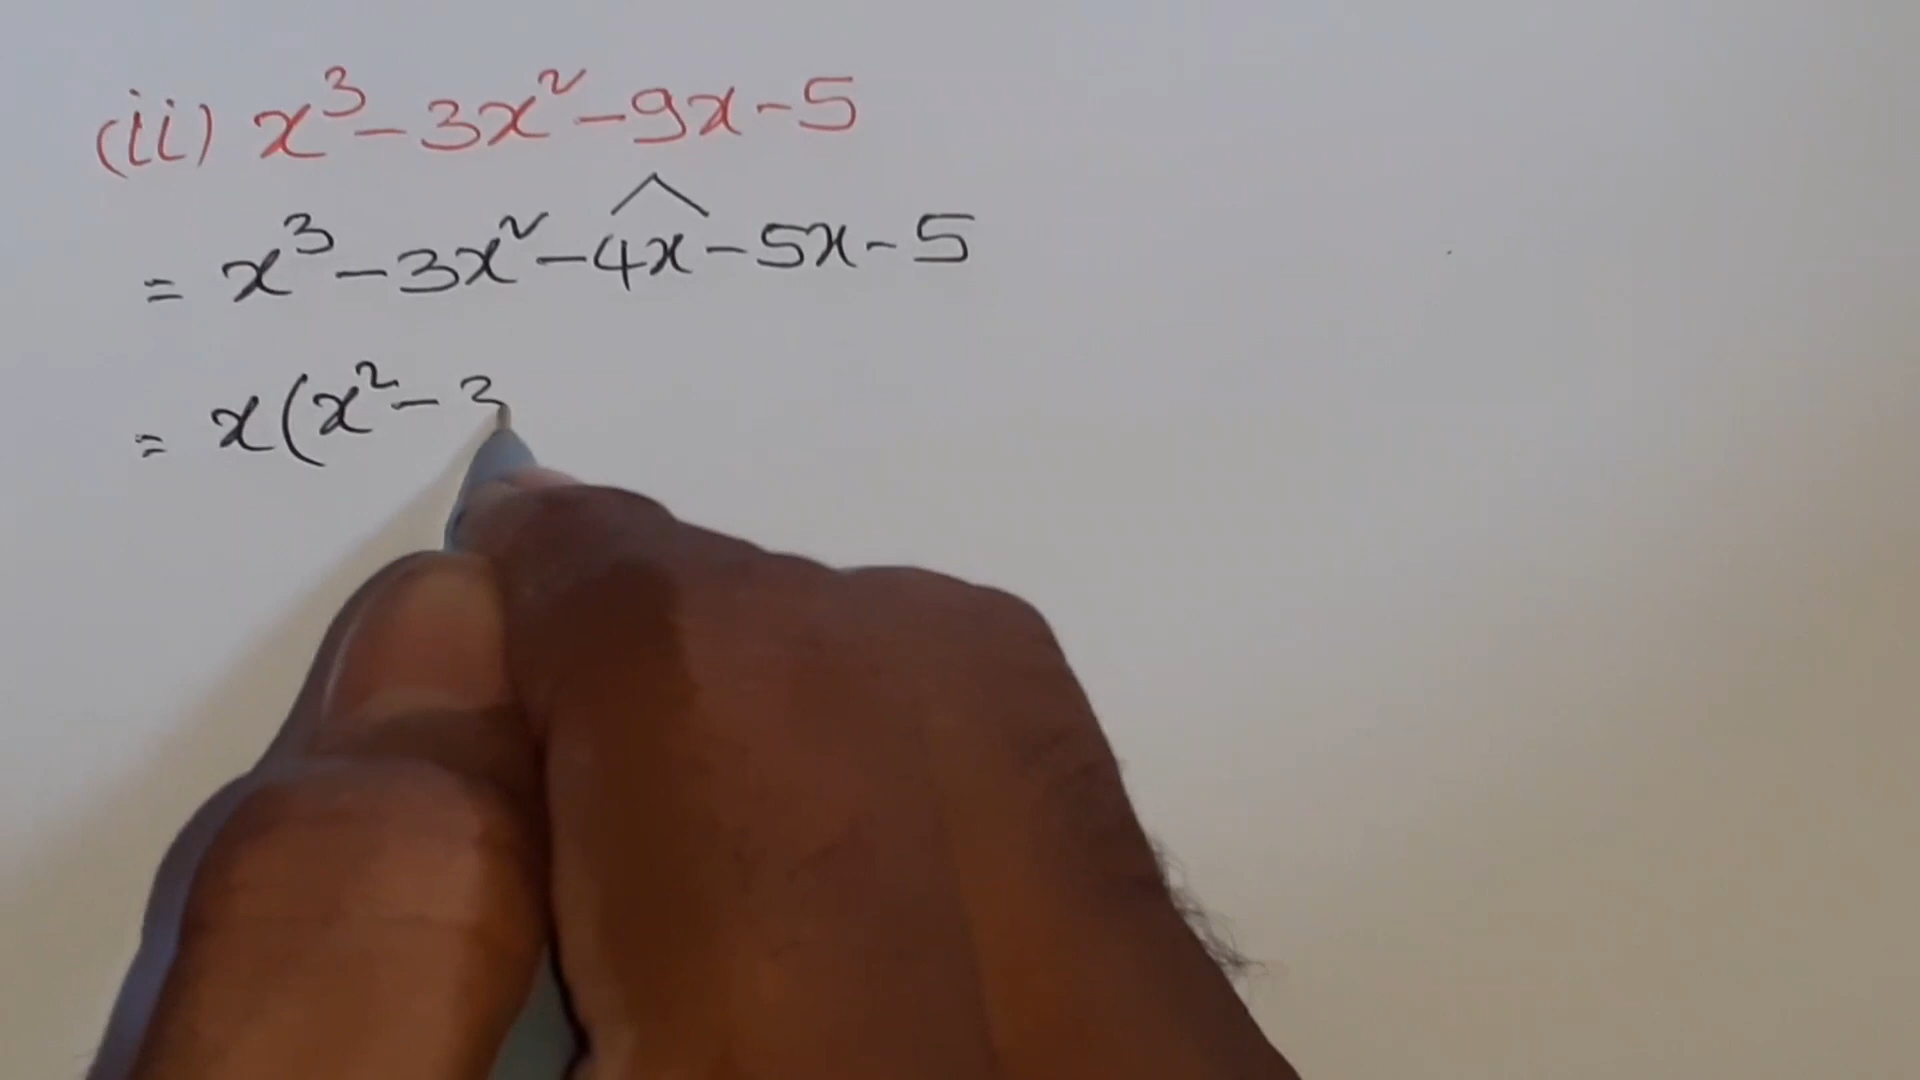 (ii) x³ - 3x² - 9x - 5
= x³ - 3x² - 4x - 5x - 5
= x(x² - 3